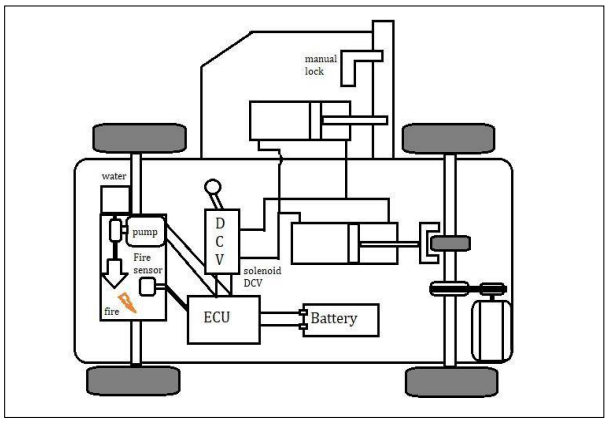 manual
lock
water
pump
D
C
V
Fire
sensor
solenoid
DCV
fire
ECU
Battery